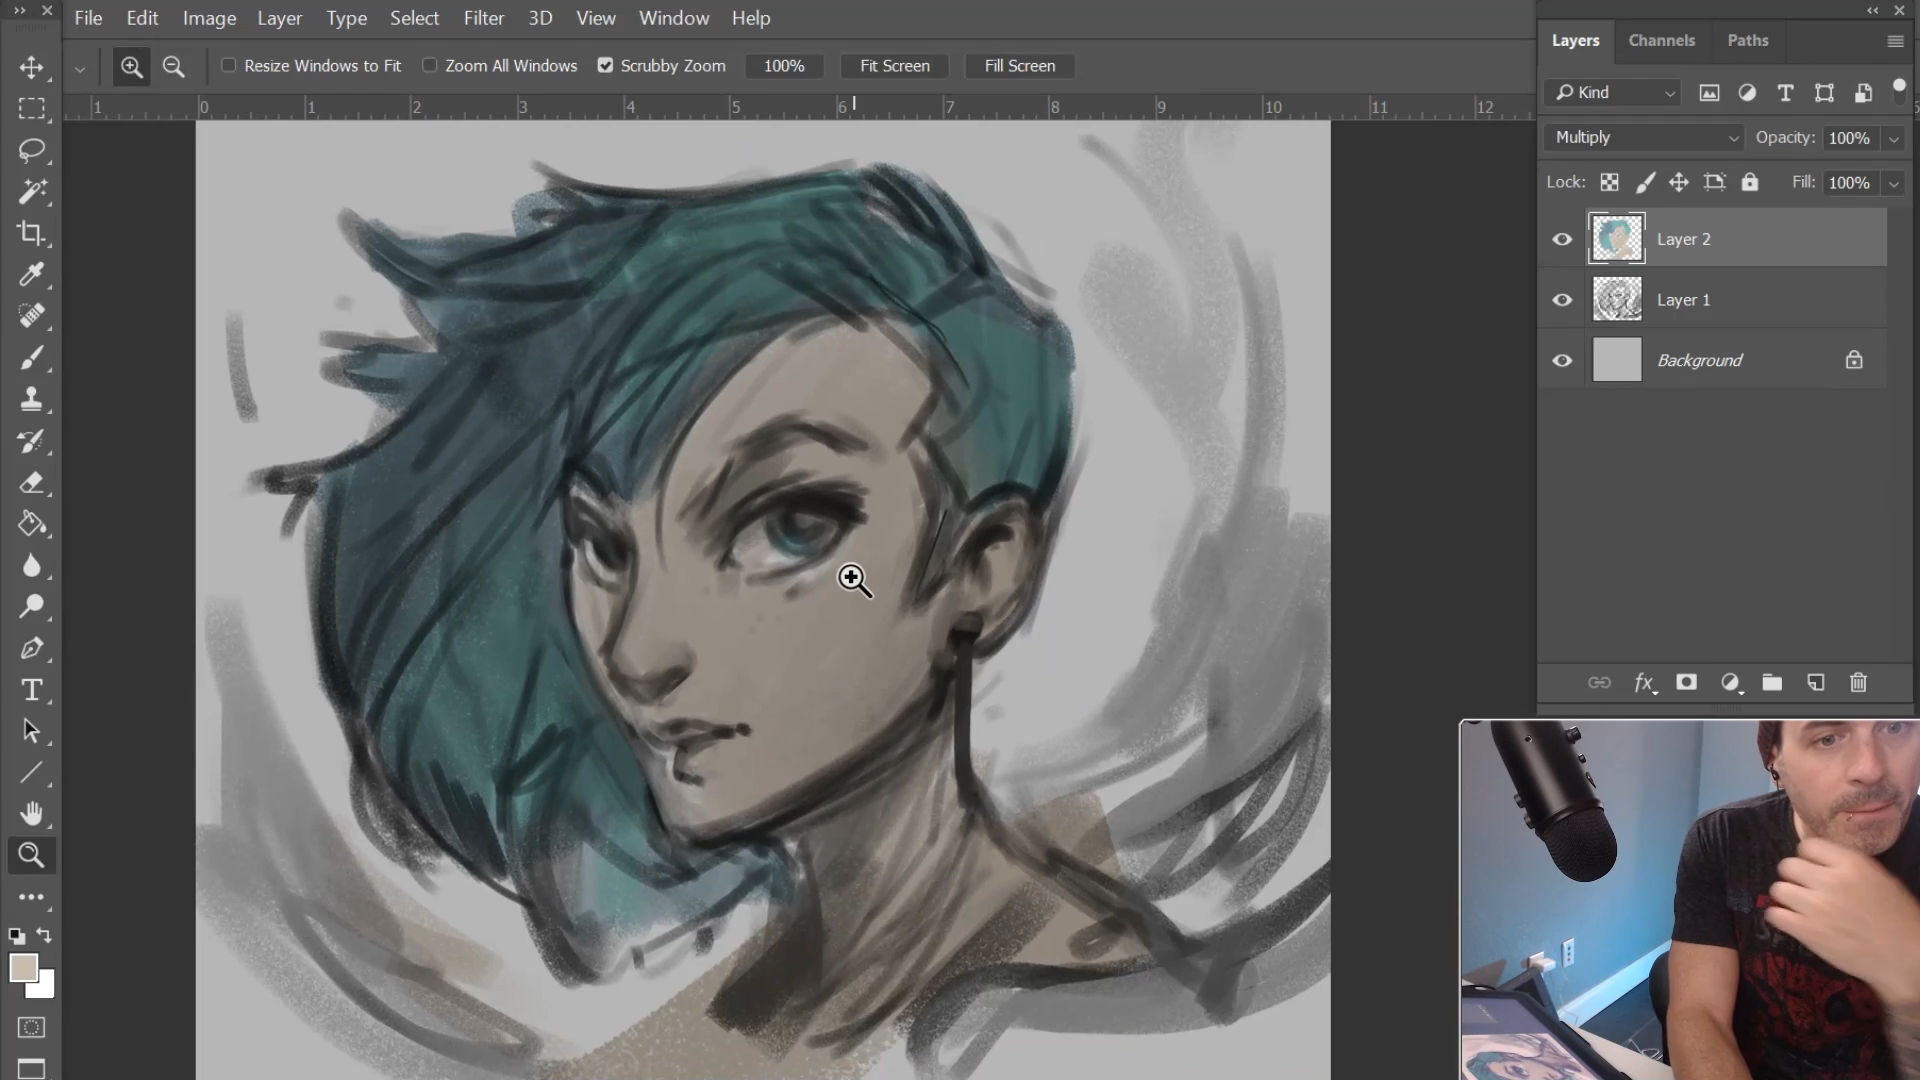 File Edit Image Layer Type Select Filter 3D View Window Help
Resize Windows to Fit Zoom All Windows Scrubby Zoom 100% Fit Screen Fill Screen
1 0 1 2 3 4 5 6 7 8 9 10 11 12
Layers Channels Paths
Kind
Multiply Opacity: 100%
Lock: Fill: 100%
Layer 2
Layer 1
Background
fx